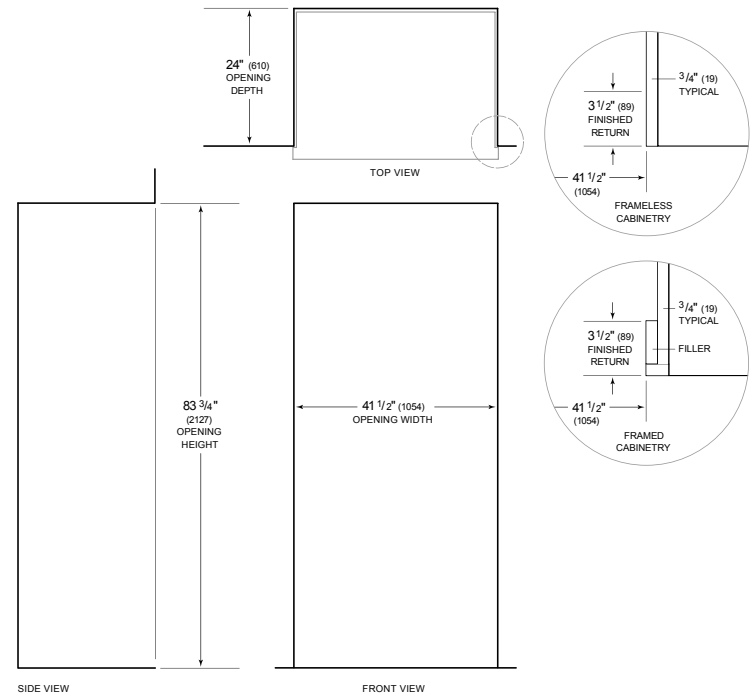 24" (610)
OPENING
DEPTH
TOP VIEW
3/4" (19)
TYPICAL
3 1/2" (89)
FINISHED
RETURN
41 1/2"
(1054)
FRAMELESS
CABINETRY
3/4" (19)
TYPICAL
3 1/2" (89)
FINISHED
RETURN
FILLER
41 1/2"
(1054)
FRAMED
CABINETRY
83 3/4"
(2127)
OPENING
HEIGHT
41 1/2" (1054)
OPENING WIDTH
SIDE VIEW
FRONT VIEW